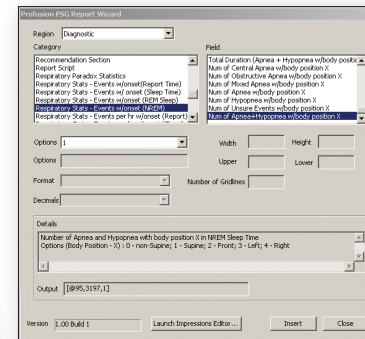 Profusion PSG Report Wizard
Region Diagnostic
Category
Recommendation Section
Report Script
Respiratory Paradox Statistics
Respiratory Stats - Events w/onset(Report Time)
Respiratory Stats - Events w/ onset (Sleep Time)
Respiratory Stats - Events w/onset (REM Sleep)
Respiratory Stats - Events w/onset (NREM)
Respiratory Stats - Events per hr w/onset (Report)
Field
Total Duration (Apnea + Hypopnea w/body positix
Num of Central Apnea w/body position X
Num of Obstructive Apnea w/body position X
Num of Mixed Apnea w/body position X
Num of Apnea w/body position X
Num of Hypopnea w/body position X
Num of Unsure Events w/body position X
Num of Apnea+Hypopnea w/body position X
Options 1
Width Height
Options
Upper Lower
Format
Number of Gridlines
Decimals
Details
Number of Apnea and Hypopnea with body position X in NREM Sleep Time
Options (Body Position - X) : 0 - non-Supine; 1 - Supine; 2 - Front; 3 - Left; 4 - Right
Output [@95,3197,1]
Version 1.00 Build 1 Launch Impressions Editor... Insert Close